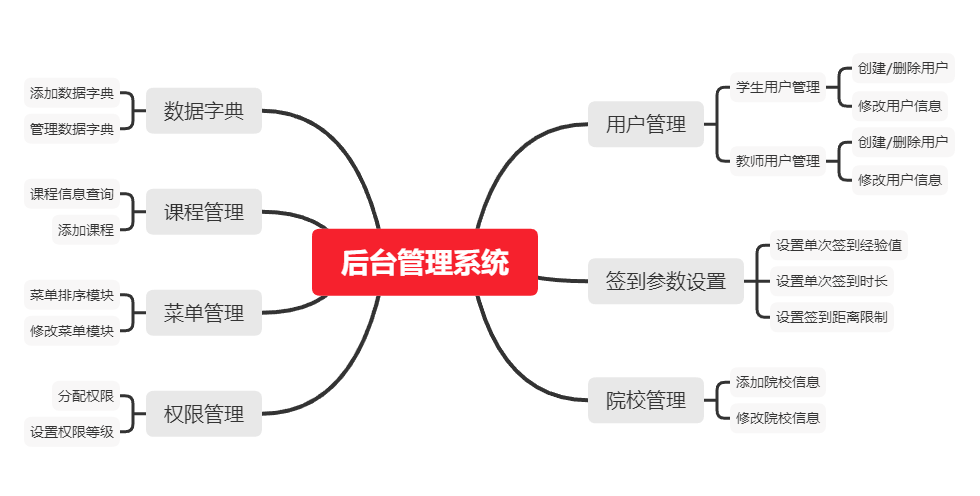 后台管理系统
用户管理
学生用户管理
创建/删除用户
修改用户信息
教师用户管理
创建/删除用户
修改用户信息
签到参数设置
设置单次签到经验值
设置单次签到时长
设置签到距离限制
院校管理
添加院校信息
修改院校信息
数据字典
添加数据字典
管理数据字典
课程管理
课程信息查询
添加课程
菜单管理
菜单排序模块
修改菜单模块
权限管理
分配权限
设置权限等级